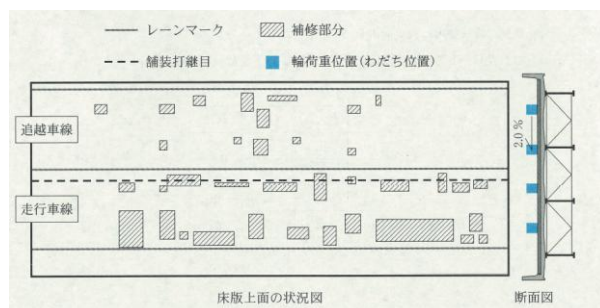 レーンマーク
補修部分
舗装打継目
輪荷重位置(わだち位置)
追越車線
走行車線
2.0 %
床版上面の状況図
断面図